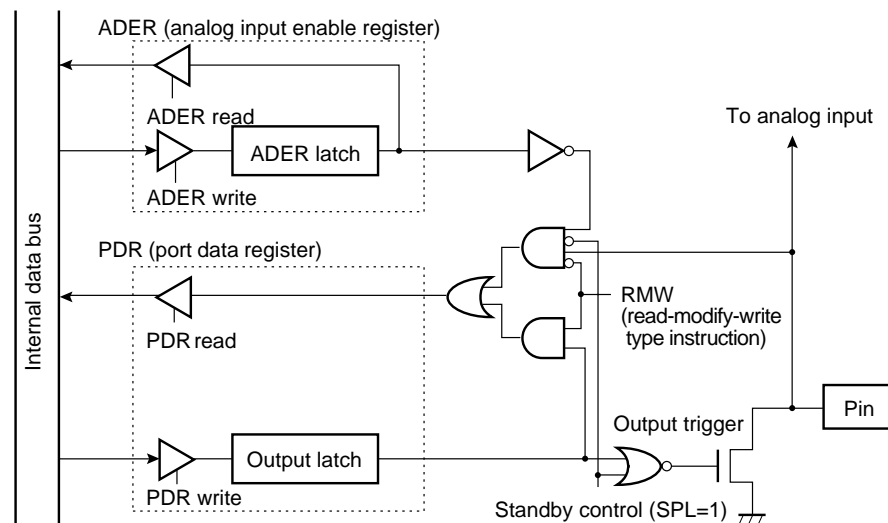 ADER (analog input enable register)
ADER read
To analog input
ADER latch
ADER write
Internal data bus
PDR (port data register)
RMW
(read-modify-write
type instruction)
PDR read
Pin
Output trigger
Output latch
PDR write
Standby control (SPL=1)